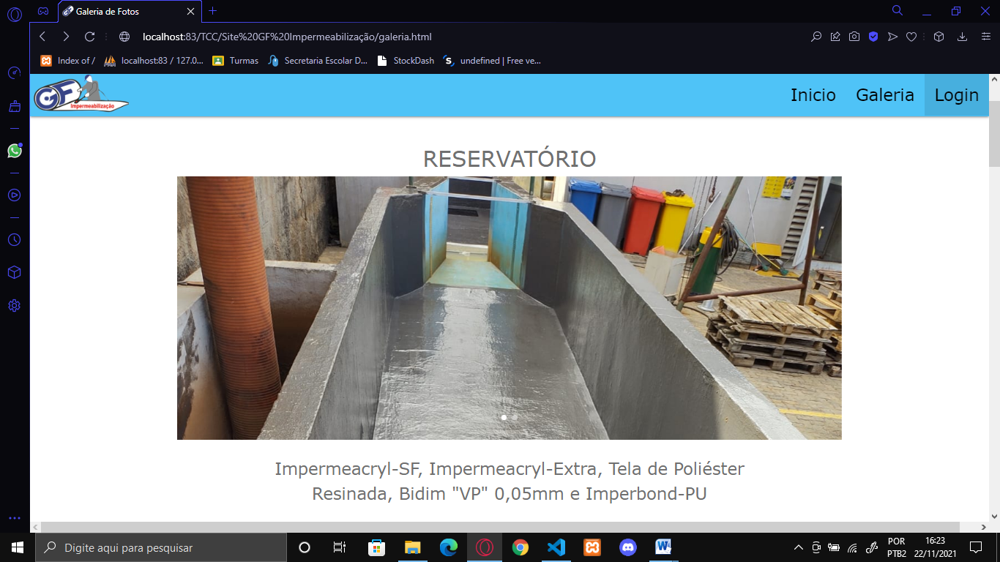 Galeria de Fotos
localhost:83/TCC/Site%20GF%20Impermeabilização/galeria.html
Index of /
localhost:83 / 127.0...
Turmas
Secretaria Escolar D...
StockDash
undefined | Free ve...
GF
Impermeabilização
Inicio
Galeria
Login
RESERVATÓRIO
Impermeacryl-SF, Impermeacryl-Extra, Tela de Poliéster
Resinada, Bidim "VP" 0,05mm e Imperbond-PU
Digite aqui para pesquisar
POR
PTB2
16:23
22/11/2021